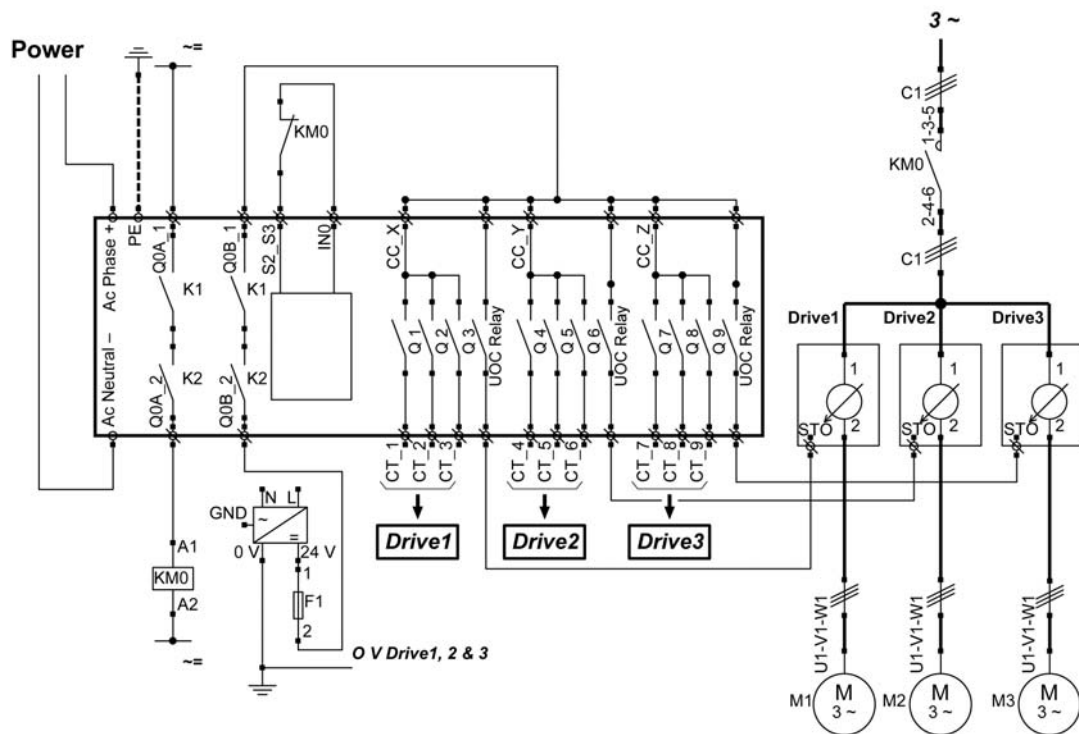 3 ~
Power
~=
C1
1-3-5
KM0
KM0
2-4-6
C1
Ac Phase +
PE
Q0A_1
Q0B_1
S2_S3
IN0
CC_X
CC_Y
CC_Z
K1
K1
Q 1
Q 2
Q 3
UOC Relay
Q 4
Q 5
Q 6
UOC Relay
Q 7
Q 8
Q 9
UOC Relay
Ac Neutral –
Q0A_2
K2
Q0B_2
K2
Drive1
Drive2
Drive3
1
1
1
STO
2
STO
2
STO
2
CT_1
CT_2
CT_3
CT_4
CT_5
CT_6
CT_7
CT_8
CT_9
Drive1
Drive2
Drive3
N L
GND
~
=
0 V
24 V
A1
KM0
A2
1
F1
2
~=
O V Drive1, 2 & 3
U1-V1-W1
U1-V1-W1
U1-V1-W1
M1
M
3 ~
M2
M
3 ~
M3
M
3 ~